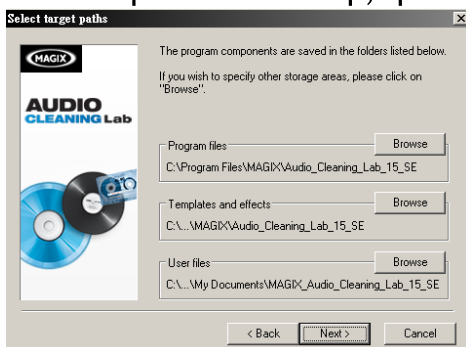 Select target paths
MAGIX
AUDIO
CLEANING Lab
The program components are saved in the folders listed below.
If you wish to specify other storage areas, please click on
"Browse".
Program files
Browse
C:\Program Files\MAGIX\Audio_Cleaning_Lab_15_SE
Templates and effects
Browse
C:\...\MAGIX\Audio_Cleaning_Lab_15_SE
User files
Browse
C:\...\My Documents\MAGIX_Audio_Cleaning_Lab_15_SE
< Back
Next >
Cancel